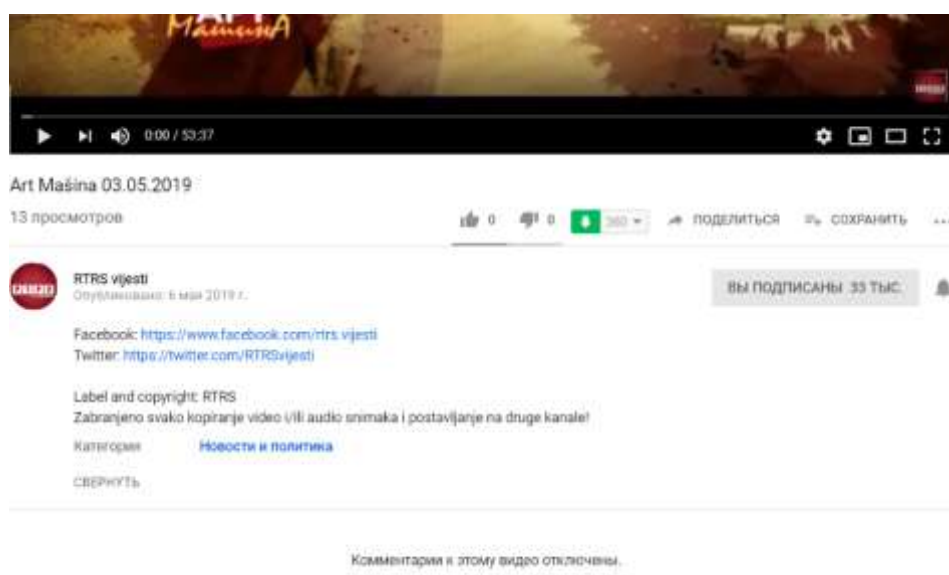 АРТ
МашинА
0:00 / 53:37
Art Mašina 03.05.2019
13 просмотров
0 0 360 ПОДЕЛИТЬСЯ СОХРАНИТЬ
RTRS vijesti
Опубликовано: 6 мая 2019 г.
ВЫ ПОДПИСАНЫ 33 ТЫС.
Facebook: https://www.facebook.com/rtrs.vijesti
Twitter: https://twitter.com/RTRSvijesti
Label and copyright: RTRS
Zabranjeno svako kopiranje video i/ili audio snimaka i postavljanje na druge kanale!
Категория Новости и политика
СВЕРНУТЬ
Комментарии к этому видео отключены.